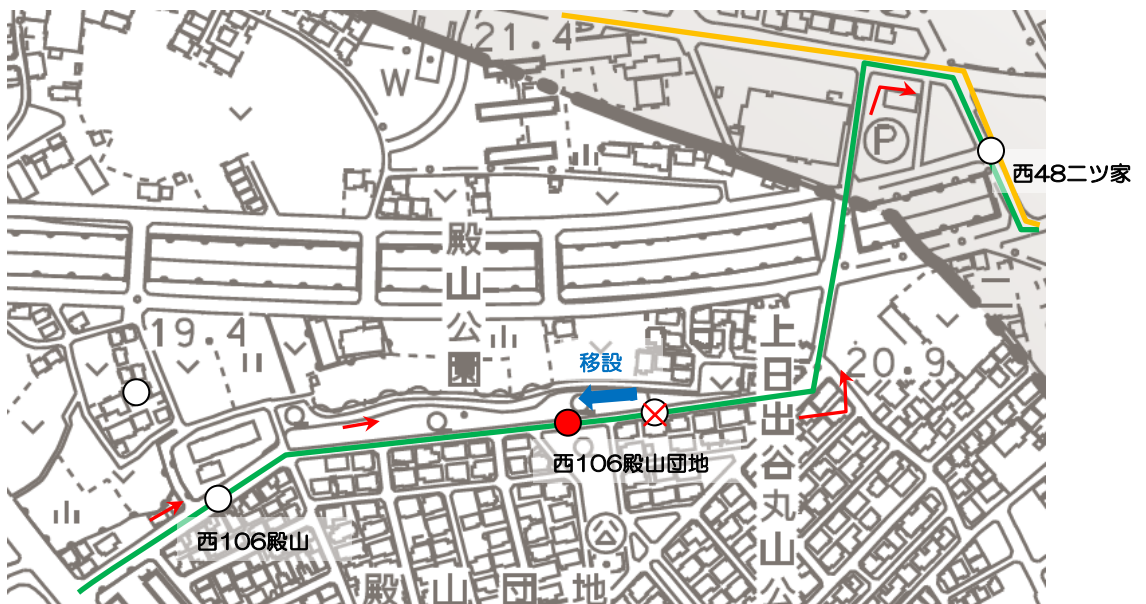 21.4
W
P
西48二ツ家
殿山公園
19.4
上日出谷丸山公
20.9
移設
西106殿山団地
西106殿山
公
殿山団地